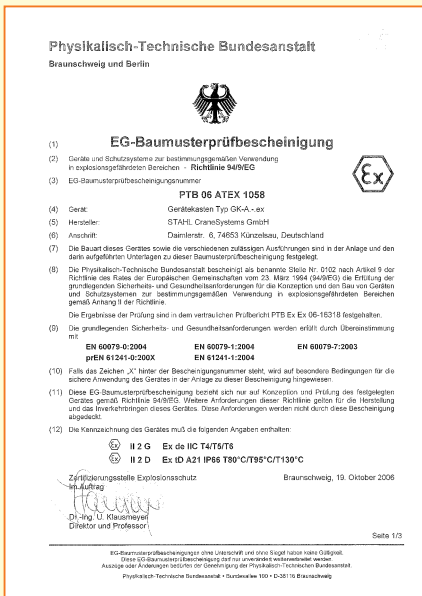 Physikalisch-Technische Bundesanstalt
Braunschweig und Berlin
(1) EG-Baumusterprüfbescheinigung
(2) Geräte und Schutzsysteme zur bestimmungsgemäßen Verwendung
in explosionsgefährdeten Bereichen - Richtlinie 94/9/EG
(3) EG-Baumusterprüfbescheinigungsnummer
PTB 06 ATEX 1058
(4) Gerät: Gerätekasten Typ GK-A.-.ex
(5) Hersteller: STAHL CraneSystems GmbH
(6) Anschrift: Daimlerstr. 6, 74653 Künzelsau, Deutschland
(7) Die Bauart dieses Gerätes sowie die verschiedenen zulässigen Ausführungen sind in der Anlage und den
darin aufgeführten Unterlagen zu dieser Baumusterprüfbescheinigung festgelegt.
(8) Die Physikalisch-Technische Bundesanstalt bescheinigt als benannte Stelle Nr. 0102 nach Artikel 9 der
Richtlinie des Rates der Europäischen Gemeinschaften vom 23. März 1994 (94/9/EG) die Erfüllung der
grundlegenden Sicherheits- und Gesundheitsanforderungen für die Konzeption und den Bau von Geräten
und Schutzsystemen zur bestimmungsgemäßen Verwendung in explosionsgefährdeten Bereichen
gemäß Anhang II der Richtlinie.
Die Ergebnisse der Prüfung sind in dem vertraulichen Prüfbericht PTB Ex Ex 06-16318 festgehalten.
(9) Die grundlegenden Sicherheits- und Gesundheitsanforderungen werden erfüllt durch Übereinstimmung
mit
EN 60079-0:2004 EN 60079-1:2004 EN 60079-7:2003
prEN 61241-0:200X EN 61241-1:2004
(10) Falls das Zeichen „X" hinter der Bescheinigungsnummer steht, wird auf besondere Bedingungen für die
sichere Anwendung des Gerätes in der Anlage zu dieser Bescheinigung hingewiesen.
(11) Diese EG-Baumusterprüfbescheinigung bezieht sich nur auf Konzeption und Prüfung des festgelegten
Gerätes gemäß Richtlinie 94/9/EG. Weitere Anforderungen dieser Richtlinie gelten für die Herstellung
und das Inverkehrbringen dieses Gerätes. Diese Anforderungen werden nicht durch diese Bescheinigung
abgedeckt.
(12) Die Kennzeichnung des Gerätes muß die folgenden Angaben enthalten:
Ex II 2 G Ex de IIC T4/T5/T6
Ex II 2 D Ex tD A21 IP66 T80°C/T95°C/T130°C
Zertifizierungsstelle Explosionsschutz Braunschweig, 19. Oktober 2006
Im Auftrag
Dr.-Ing. U. Klausmeyer
Direktor und Professor
Seite 1/3
EG-Baumusterprüfbescheinigungen ohne Unterschrift und ohne Siegel haben keine Gültigkeit.
Diese EG-Baumusterprüfbescheinigung darf nur unverändert weiterverbreitet werden.
Auszüge oder Änderungen bedürfen der Genehmigung der Physikalisch-Technischen Bundesanstalt.
Physikalisch-Technische Bundesanstalt • Bundesallee 100 • D-38116 Braunschweig